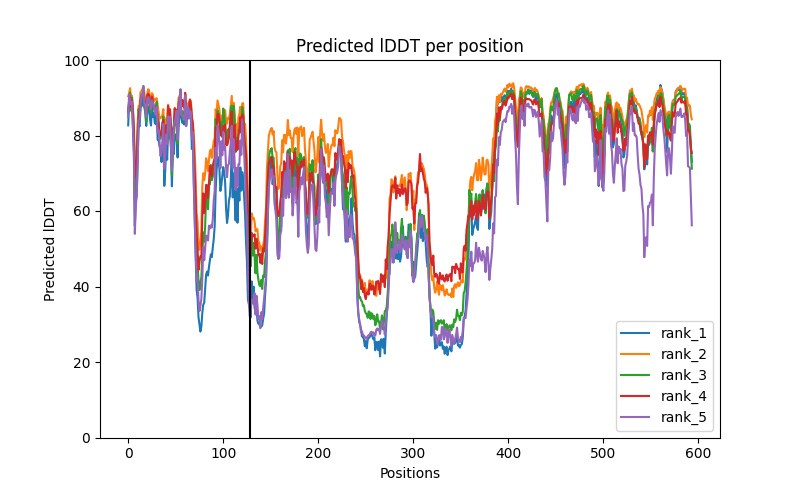 Predicted lDDT per position
100
80
60
40
20
0
Predicted lDDT
0 100 200 300 400 500 600
Positions
rank_1
rank_2
rank_3
rank_4
rank_5